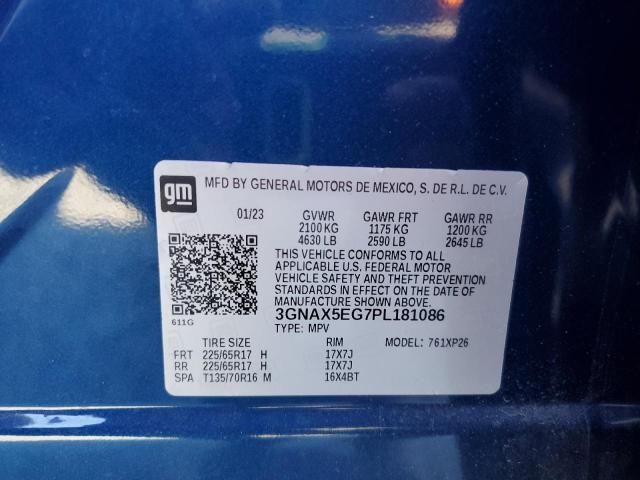 gm MFD BY GENERAL MOTORS DE MEXICO, S. DE R.L. DE C.V.
01/23 GVWR GAWR FRT GAWR RR
2100 KG 1175 KG 1200 KG
4630 LB 2590 LB 2645 LB
THIS VEHICLE CONFORMS TO ALL
APPLICABLE U.S. FEDERAL MOTOR
VEHICLE SAFETY AND THEFT PREVENTION
STANDARDS IN EFFECT ON THE DATE OF
MANUFACTURE SHOWN ABOVE.
611G
3GNAX5EG7PL181086
TYPE: MPV
TIRE SIZE RIM MODEL: 761XP26
FRT 225/65R17 H 17X7J
RR 225/65R17 H 17X7J
SPA T135/70R16 M 16X4BT